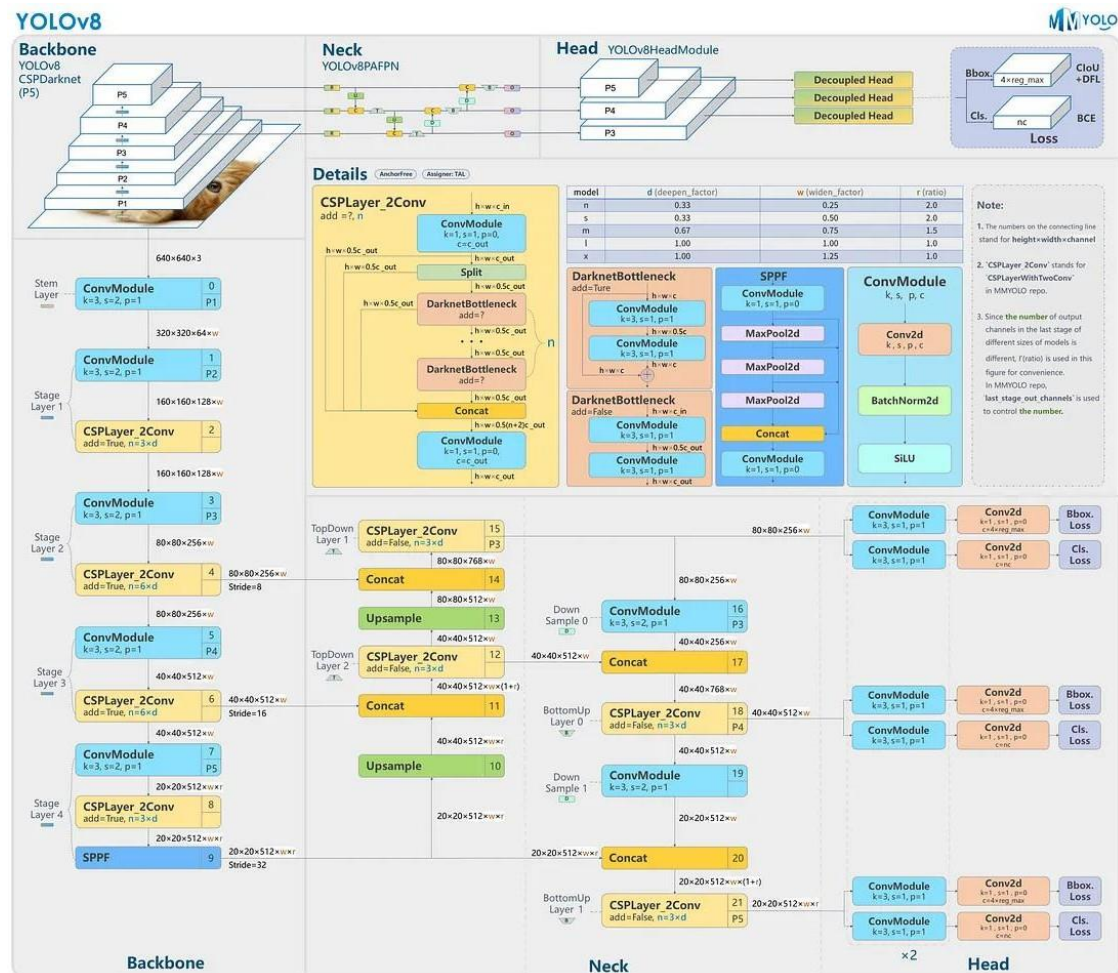 YOLOv8
MMYOLO
Backbone
YOLOv8
CSPDarknet
(P5)
P5
P4
P3
P2
P1
Neck
YOLOv8PAFPN
Head YOLOv8HeadModule
P5
P4
P3
Decoupled Head
Decoupled Head
Decoupled Head
Bbox.
4×reg_max
CIoU
+DFL
Cls.
nc
BCE
Loss
Details
AnchorFree
Assigner: TAL
CSPLayer_2Conv
add =?, n
h×w×c_in
ConvModule
k=1, s=1, p=0,
c=c_out
h×w×c_out
h×w×0.5c_out
h×w×0.5c_out
Split
h×w×0.5c_out
DarknetBottleneck
add=?
h×w×0.5c_out
h×w×0.5c_out
· · ·
n
DarknetBottleneck
add=?
h×w×0.5c_out
Concat
h×w×0.5(n+2)c_out
ConvModule
k=1, s=1, p=0,
c=c_out
h×w×c_out
model d (deepen_factor) w (widen_factor) r (ratio)
n 0.33 0.25 2.0
s 0.33 0.50 2.0
m 0.67 0.75 1.5
l 1.00 1.00 1.0
x 1.00 1.25 1.0
DarknetBottleneck
add=Ture
h×w×c
ConvModule
k=3, s=1, p=1
h×w×0.5c
ConvModule
k=3, s=1, p=1
h×w×c
h×w×c
+
DarknetBottleneck
add=False
h×w×c_in
ConvModule
k=3, s=1, p=1
h×w×0.5c_out
ConvModule
k=3, s=1, p=1
h×w×c_out
SPPF
ConvModule
k=1, s=1, p=0
MaxPool2d
MaxPool2d
MaxPool2d
Concat
ConvModule
k=1, s=1, p=0
ConvModule
k, s, p, c
Conv2d
k, s, p, c
BatchNorm2d
SiLU
Note:
1. The numbers on the connecting line
stand for height×width×channel
2. `CSPLayer_2Conv` stands for
`CSPLayerWithTwoConv`
in MMYOLO repo.
3. Since the number of output
channels in the last stage of
different sizes of models is
different, r(ratio) is used in this
figure for convenience.
In MMYOLO repo,
`last_stage_out_channels` is used
to control the number.
640×640×3
Stem
Layer
ConvModule 0
k=3, s=2, p=1 P1
320×320×64×w
ConvModule 1
k=3, s=2, p=1 P2
Stage
Layer 1
160×160×128×w
CSPLayer_2Conv 2
add=True, n=3×d
160×160×128×w
ConvModule 3
k=3, s=2, p=1 P3
Stage
Layer 2
80×80×256×w
CSPLayer_2Conv 4
add=True, n=6×d
80×80×256×w
Stride=8
80×80×256×w
ConvModule 5
k=3, s=2, p=1 P4
Stage
Layer 3
40×40×512×w
CSPLayer_2Conv 6
add=True, n=6×d
40×40×512×w
Stride=16
40×40×512×w
ConvModule 7
k=3, s=2, p=1 P5
Stage
Layer 4
20×20×512×w×r
CSPLayer_2Conv 8
add=True, n=3×d
20×20×512×w×r
SPPF 9
20×20×512×w×r
Stride=32
Backbone
TopDown
Layer 1
T
CSPLayer_2Conv 15
add=False, n=3×d P3
80×80×768×w
Concat 14
80×80×512×w
Upsample 13
40×40×512×w
TopDown
Layer 2
T
CSPLayer_2Conv 12
add=False, n=3×d
40×40×512×w×(1+r)
Concat 11
40×40×512×w×r
Upsample 10
20×20×512×w×r
80×80×256×w
80×80×256×w
Down
Sample 0
D
ConvModule 16
k=3, s=2, p=1 P3
40×40×256×w
40×40×512×w
Concat 17
40×40×768×w
BottomUp
Layer 0
B
CSPLayer_2Conv 18
add=False, n=3×d P4
40×40×512×w
40×40×512×w
Down
Sample 1
D
ConvModule 19
k=3, s=2, p=1
20×20×512×w
20×20×512×w×r
Concat 20
20×20×512×w×(1+r)
BottomUp
Layer 1
B
CSPLayer_2Conv 21
add=False, n=3×d P5
20×20×512×w×r
Neck
ConvModule
k=3, s=1, p=1
Conv2d
k=1, s=1, p=0
c=4×reg_max
Bbox.
Loss
ConvModule
k=3, s=1, p=1
Conv2d
k=1, s=1, p=0
c=nc
Cls.
Loss
ConvModule
k=3, s=1, p=1
Conv2d
k=1, s=1, p=0
c=4×reg_max
Bbox.
Loss
ConvModule
k=3, s=1, p=1
Conv2d
k=1, s=1, p=0
c=nc
Cls.
Loss
ConvModule
k=3, s=1, p=1
Conv2d
k=1, s=1, p=0
c=4×reg_max
Bbox.
Loss
ConvModule
k=3, s=1, p=1
Conv2d
k=1, s=1, p=0
c=nc
Cls.
Loss
×2
Head